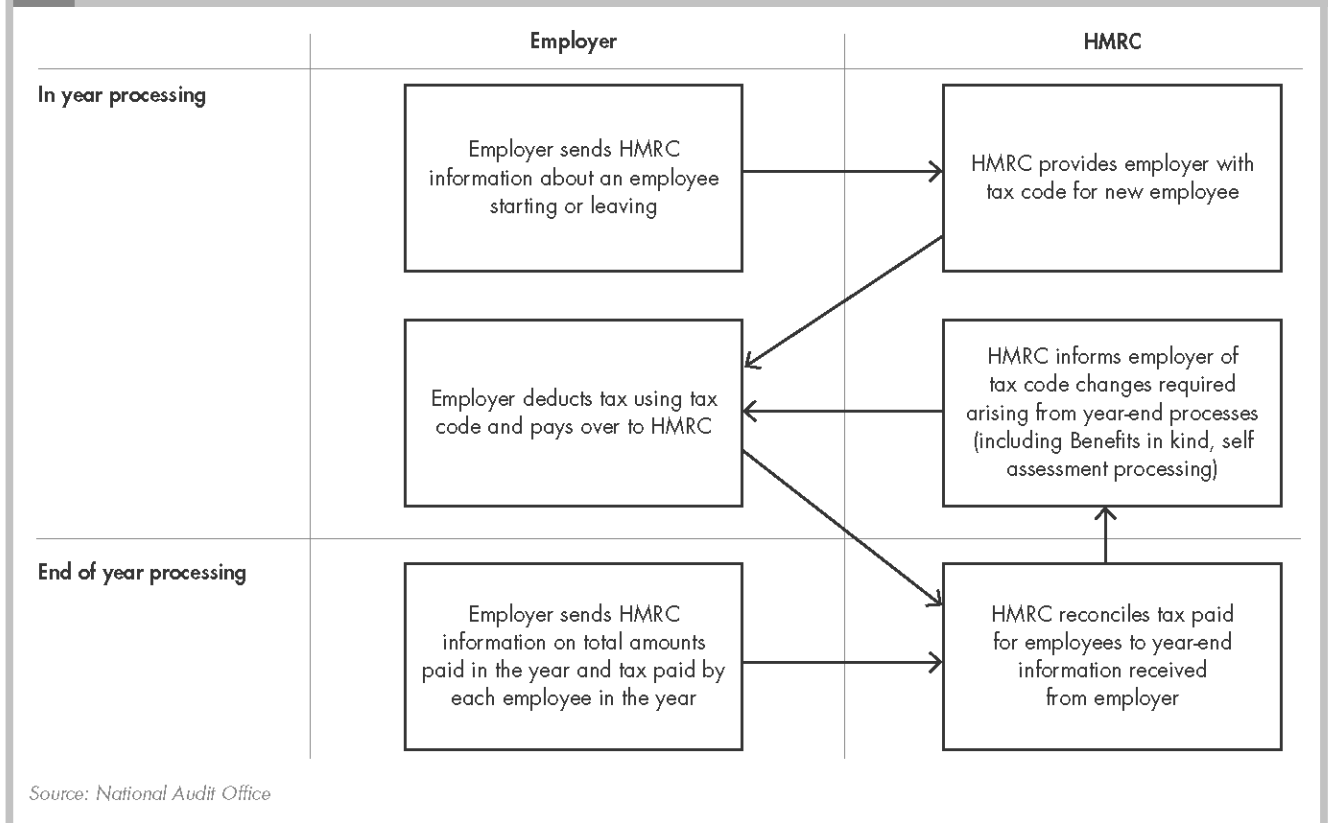 Employer
HMRC
In year processing
Employer sends HMRC
information about an employee
starting or leaving
HMRC provides employer with
tax code for new employee
Employer deducts tax using tax
code and pays over to HMRC
HMRC informs employer of
tax code changes required
arising from year-end processes
(including Benefits in kind, self
assessment processing)
End of year processing
Employer sends HMRC
information on total amounts
paid in the year and tax paid by
each employee in the year
HMRC reconciles tax paid
for employees to year-end
information received
from employer
Source: National Audit Office